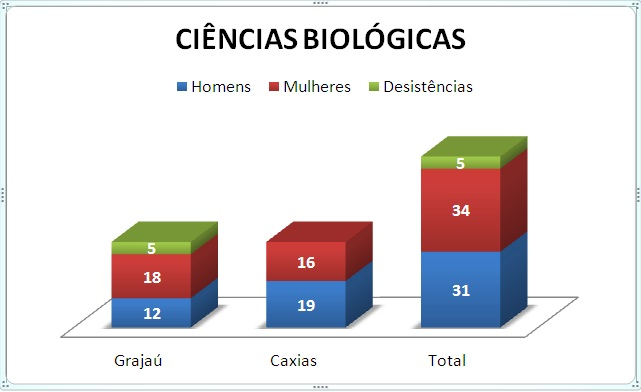 CIÊNCIAS BIOLÓGICAS
Homens Mulheres Desistências
5
5
34
18
16
12
19
31
Grajaú Caxias Total